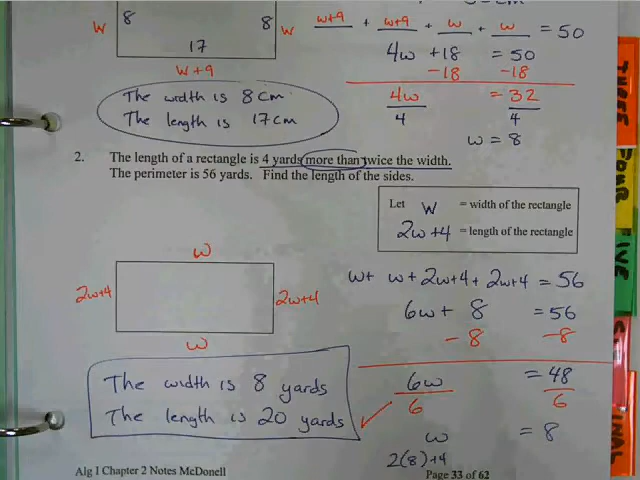 w 8 8 w
17
w+9
w+9 + w+9 + w + w = 50
4w +18 = 50
-18 -18
4w = 32
4 4
w = 8
The width is 8 cm
The length is 17 cm
2. The length of a rectangle is 4 yards more than twice the width.
The perimeter is 56 yards. Find the length of the sides.
Let w = width of the rectangle
2w+4 = length of the rectangle
w
2w+4 2w+4
w
w + w + 2w+4 + 2w+4 = 56
6w + 8 = 56
-8 -8
6w = 48
6 6
w = 8
2(8)+4
The width is 8 yards
The length is 20 yards
Alg I Chapter 2 Notes McDonell
Page 33 of 62
THREE
FOUR